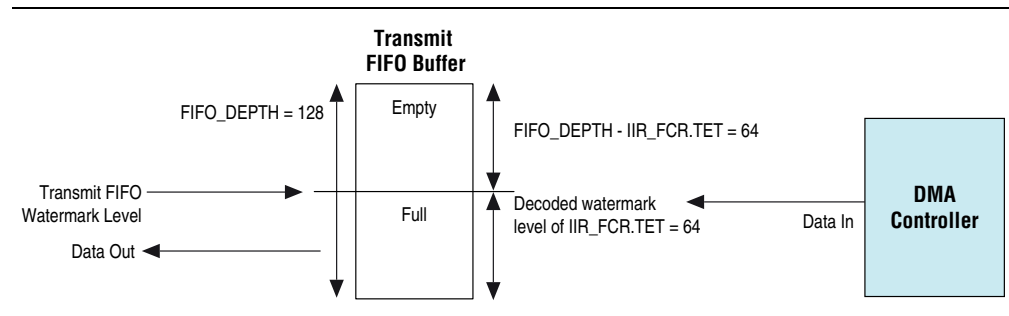 Transmit
FIFO Buffer
FIFO_DEPTH = 128
Empty
FIFO_DEPTH - IIR_FCR.TET = 64
Transmit FIFO
Watermark Level
Full
Decoded watermark
level of IIR_FCR.TET = 64
Data In
DMA
Controller
Data Out